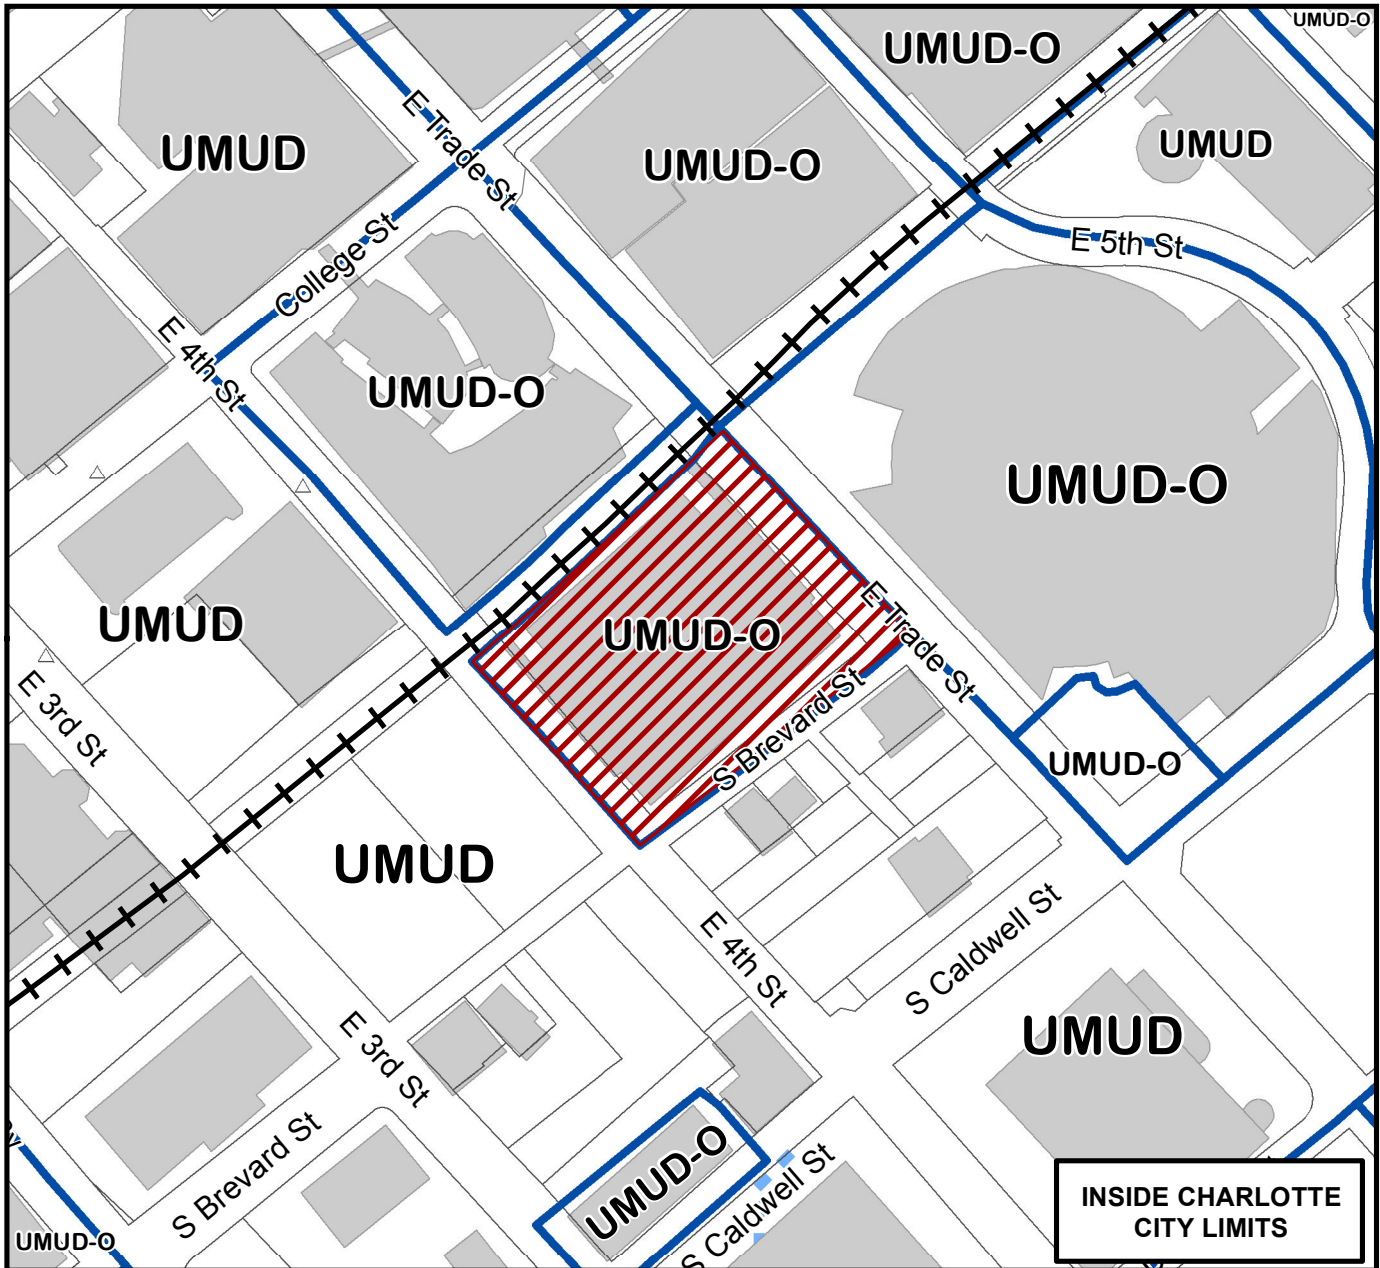 UMUD-O
UMUD-O
E Trade St
UMUD
UMUD-O
UMUD
College St
E 5th St
E 4th St
UMUD-O
UMUD-O
E Trade St
UMUD
UMUD-O
E 3rd St
S Brevard St
UMUD-O
UMUD
E 4th St
S Caldwell St
E 3rd St
UMUD
S Brevard St
UMUD-O
S Caldwell St
UMUD-O
INSIDE CHARLOTTE
CITY LIMITS